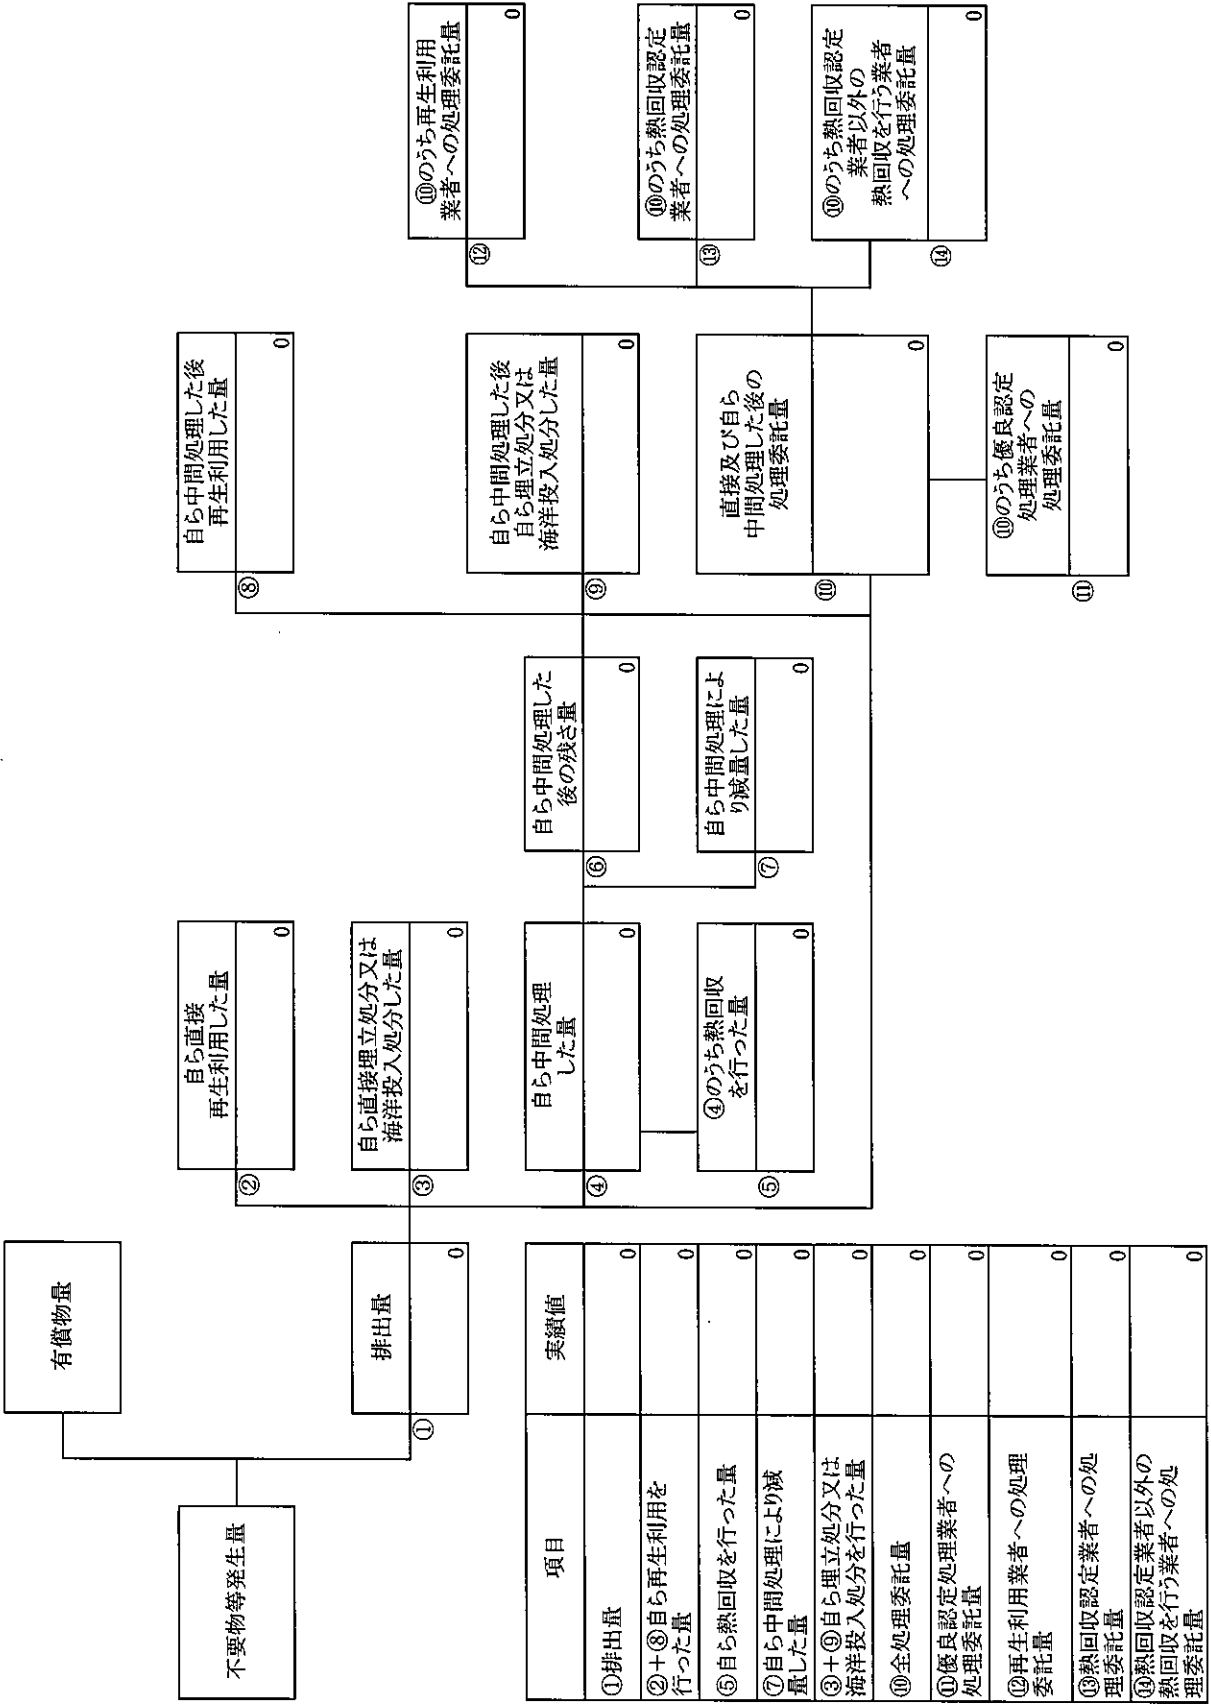 不要物等発生量
有償物量
排出量
①
0
自ら直接
再生利用した量
②
0
自ら直接埋立処分又は
海洋投入処分した量
③
0
自ら中間処理
した量
④
0
④のうち熱回収
を行った量
⑤
0
自ら中間処理した
後の残さ量
⑥
0
自ら中間処理によ
り減量した量
⑦
0
自ら中間処理した後
再生利用した量
⑧
0
自ら中間処理した後
自ら埋立処分又は
海洋投入処分した量
⑨
0
直接及び自ら
中間処理した後の
処理委託量
⑩
0
⑩のうち優良認定
処理業者への
処理委託量
⑪
0
⑩のうち再生利用
業者への処理委託量
⑫
0
⑩のうち熱回収認定
業者への処理委託量
⑬
0
⑩のうち熱回収認定
業者以外の
熱回収を行う業者
への処理委託量
⑭
0
項目 実績値
①排出量 0
②+⑧自ら再生利用を
行った量 0
⑤自ら熱回収を行った量 0
⑦自ら中間処理により減
量した量 0
③+⑨自ら埋立処分又は
海洋投入処分を行った量 0
⑩全処理委託量 0
⑪優良認定処理業者への
処理委託量 0
⑫再生利用業者への処理
委託量 0
⑬熱回収認定業者への処
理委託量 0
⑭熱回収認定業者以外の
熱回収を行う業者への処
理委託量 0